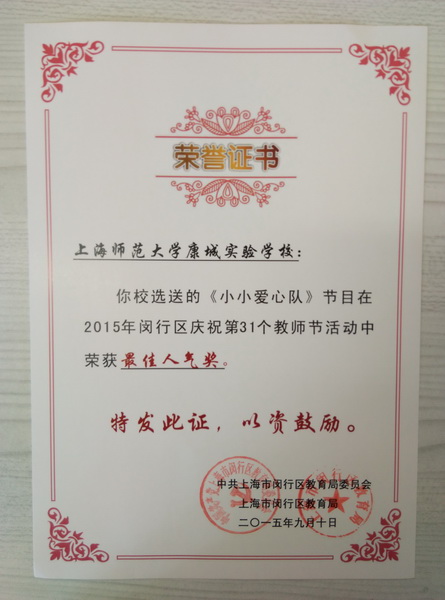 荣誉证书
上海师范大学康城实验学校：
你校选送的《小小爱心队》节目在
2015年闵行区庆祝第31个教师节活动中
荣获最佳人气奖。
特发此证，以资鼓励。
中共上海市闵行区教育局委员会
上海市闵行区教育局
二〇一五年九月十日